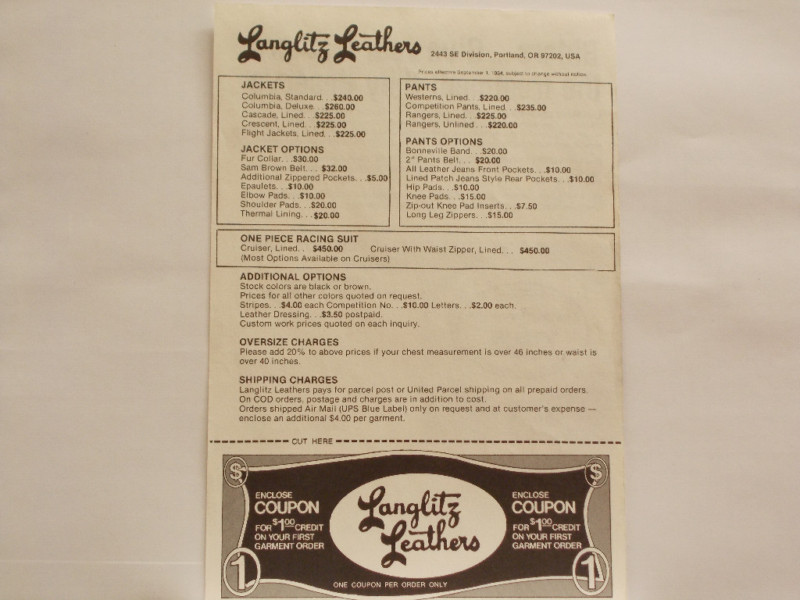 Langlitz Leathers 2443 SE Division, Portland, OR 97202, USA
Prices effective September 1, 1984, subject to change without notice.
JACKETS
Columbia, Standard. . .$240.00
Columbia, Deluxe. . .$260.00
Cascade, Lined. . .$225.00
Crescent, Lined. . .$225.00
Flight Jackets, Lined. . .$225.00
JACKET OPTIONS
Fur Collar. . .$30.00
Sam Brown Belt. . . $32.00
Additional Zippered Pockets. . .$5.00
Epaulets. . .$10.00
Elbow Pads. . .$10.00
Shoulder Pads. . .$20.00
Thermal Lining. . .$20.00
PANTS
Westerns, Lined. . .$220.00
Competition Pants, Lined. . .$235.00
Rangers, Lined. . .$225.00
Rangers, Unlined. . .$220.00
PANTS OPTIONS
Bonneville Band. . .$20.00
2" Pants Belt. . . $20.00
All Leather Jeans Front Pockets. . .$10.00
Lined Patch Jeans Style Rear Pockets. . .$10.00
Hip Pads. . .$10.00
Knee Pads. . .$15.00
Zip-out Knee Pad Inserts. . .$7.50
Long Leg Zippers. . .$15.00
ONE PIECE RACING SUIT
Cruiser, Lined. . . $450.00 Cruiser With Waist Zipper, Lined. . . $450.00
(Most Options Available on Cruisers)
ADDITIONAL OPTIONS
Stock colors are black or brown.
Prices for all other colors quoted on request.
Stripes. . .$4.00 each Competition No. . .$10.00 Letters. . .$2.00 each.
Leather Dressing. . .$3.50 postpaid.
Custom work prices quoted on each inquiry.
OVERSIZE CHARGES
Please add 20% to above prices if your chest measurement is over 46 inches or waist is
over 40 inches.
SHIPPING CHARGES
Langlitz Leathers pays for parcel post or United Parcel shipping on all prepaid orders.
On COD orders, postage and charges are in addition to cost.
Orders shipped Air Mail (UPS Blue Label) only on request and at customer's expense —
enclose an additional $4.00 per garment.
CUT HERE
$ $
ENCLOSE
COUPON
FOR $1.00 CREDIT
ON YOUR FIRST
GARMENT ORDER
Langlitz
Leathers
ENCLOSE
COUPON
FOR $1.00 CREDIT
ON YOUR FIRST
GARMENT ORDER
1 1
ONE COUPON PER ORDER ONLY